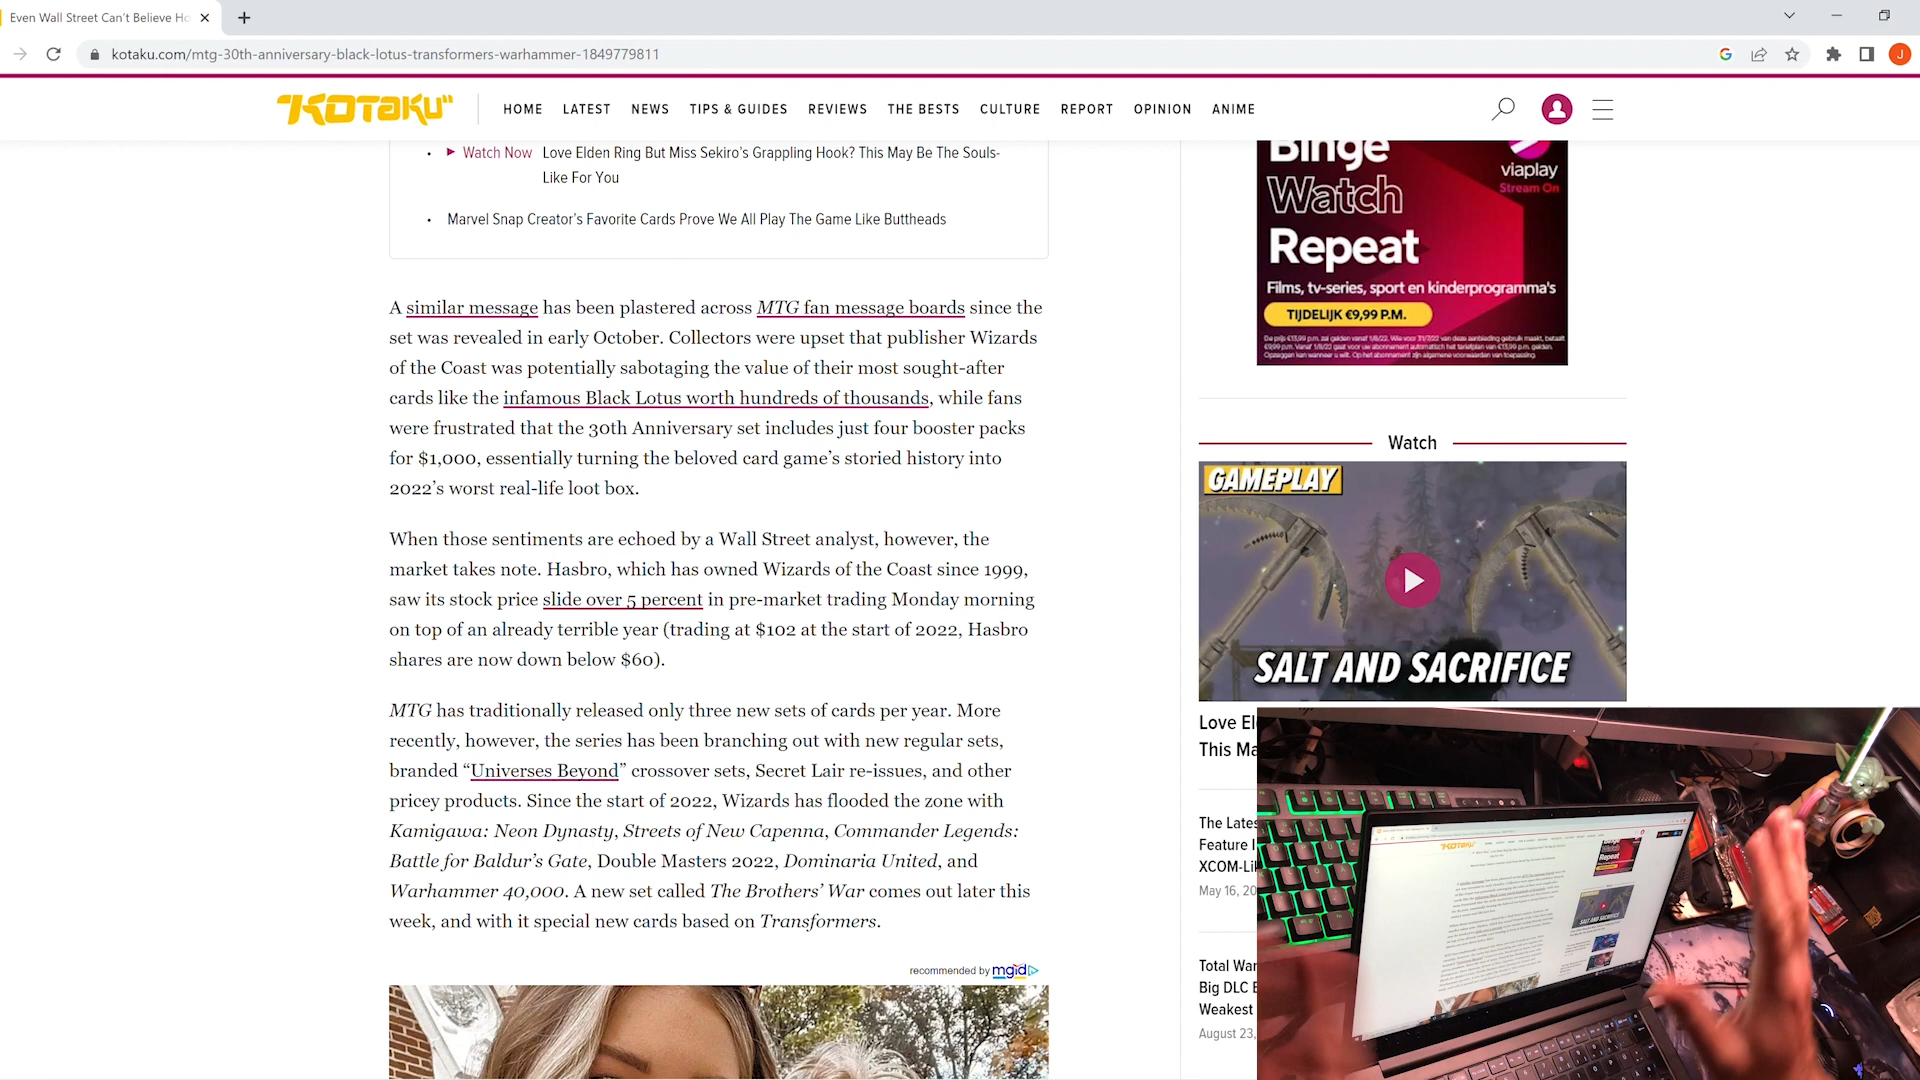 Even Wall Street Can't Believe Ho
kotaku.com/mtg-30th-anniversary-black-lotus-transformers-warhammer-1849779811
J
"KOTAKU"
HOME LATEST NEWS TIPS & GUIDES REVIEWS THE BESTS CULTURE REPORT OPINION ANIME
• Watch Now Love Elden Ring But Miss Sekiro's Grappling Hook? This May Be The Souls-
Like For You
• Marvel Snap Creator's Favorite Cards Prove We All Play The Game Like Buttheads
A similar message has been plastered across MTG fan message boards since the
set was revealed in early October. Collectors were upset that publisher Wizards
of the Coast was potentially sabotaging the value of their most sought-after
cards like the infamous Black Lotus worth hundreds of thousands, while fans
were frustrated that the 30th Anniversary set includes just four booster packs
for $1,000, essentially turning the beloved card game's storied history into
2022's worst real-life loot box.
When those sentiments are echoed by a Wall Street analyst, however, the
market takes note. Hasbro, which has owned Wizards of the Coast since 1999,
saw its stock price slide over 5 percent in pre-market trading Monday morning
on top of an already terrible year (trading at $102 at the start of 2022, Hasbro
shares are now down below $60).
MTG has traditionally released only three new sets of cards per year. More
recently, however, the series has been branching out with new regular sets,
branded “Universes Beyond” crossover sets, Secret Lair re-issues, and other
pricey products. Since the start of 2022, Wizards has flooded the zone with
Kamigawa: Neon Dynasty, Streets of New Capenna, Commander Legends:
Battle for Baldur's Gate, Double Masters 2022, Dominaria United, and
Warhammer 40,000. A new set called The Brothers' War comes out later this
week, and with it special new cards based on Transformers.
recommended by mgid
Binge
Watch
Repeat
viaplay
Stream On
Films, tv-series, sport en kinderprogramma's
TIJDELIJK €9,99 P.M.
Watch
GAMEPLAY
SALT AND SACRIFICE
Love El
This Ma
The Lates
Feature I
XCOM-Li
May 16, 20
Total War
Big DLC E
Weakest
August 23,
KOTAKU
Repeat
SALT AND SACRIFICE